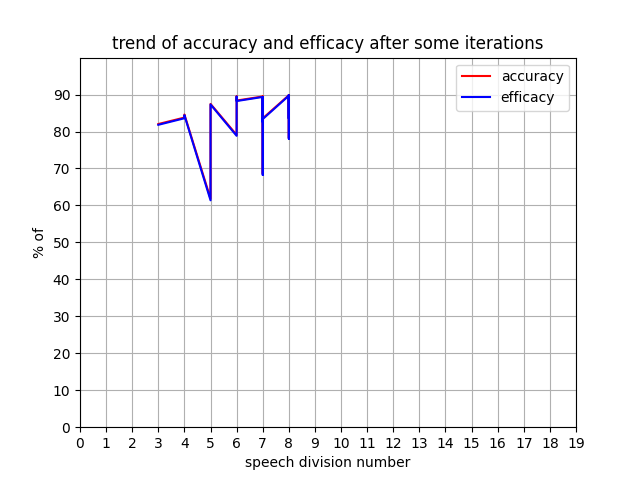 trend of accuracy and efficacy after some iterations
accuracy
efficacy
90
80
70
60
50
40
30
20
10
0
% of
0 1 2 3 4 5 6 7 8 9 10 11 12 13 14 15 16 17 18 19
speech division number